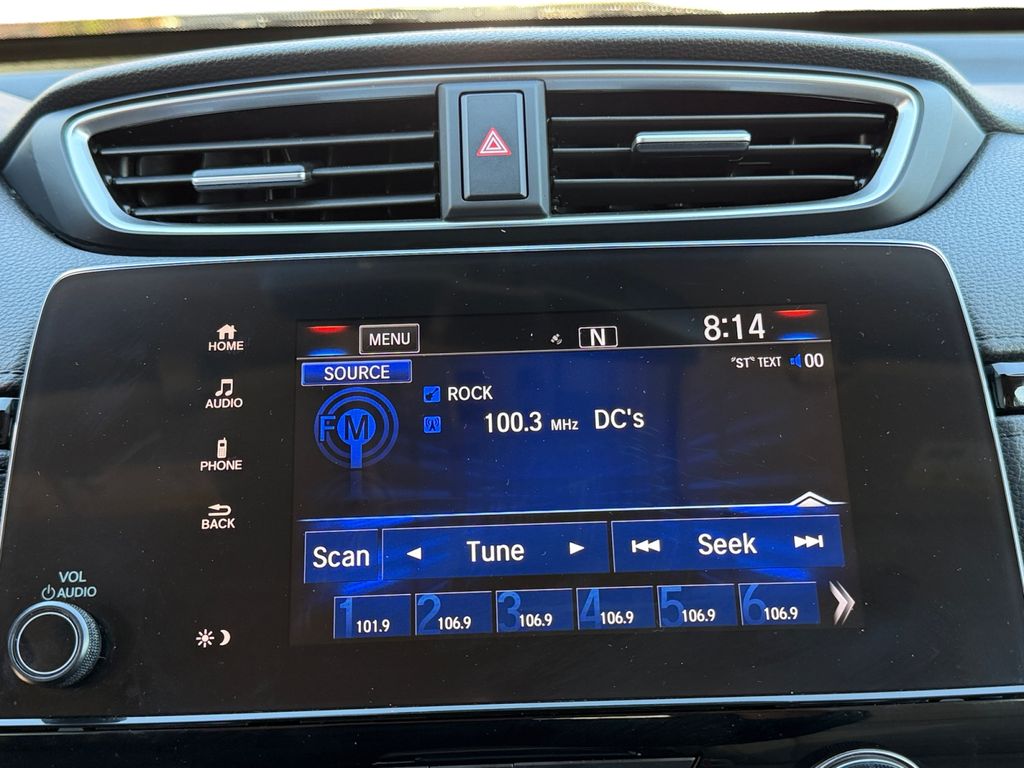 HOME
AUDIO
PHONE
BACK
VOL
AUDIO
MENU
N
8:14
SOURCE
"ST" TEXT 00
FM
ROCK
100.3 MHz DC's
Scan
Tune
Seek
1 101.9
2 106.9
3 106.9
4 106.9
5 106.9
6 106.9